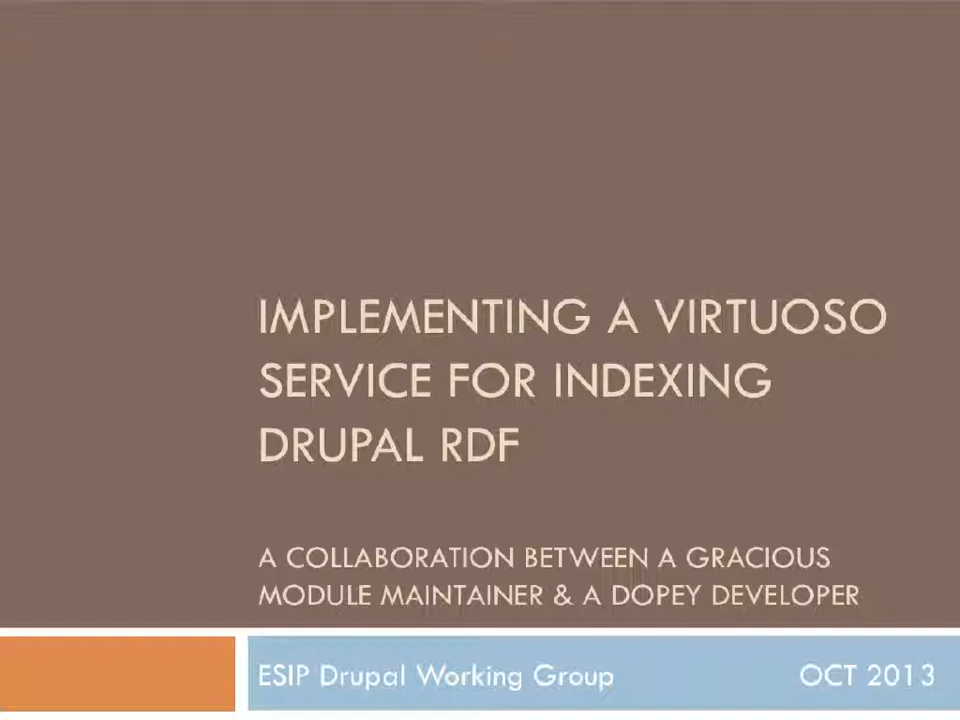 IMPLEMENTING A VIRTUOSO
SERVICE FOR INDEXING
DRUPAL RDF
A COLLABORATION BETWEEN A GRACIOUS
MODULE MAINTAINER & A DOPEY DEVELOPER
ESIP Drupal Working Group OCT 2013